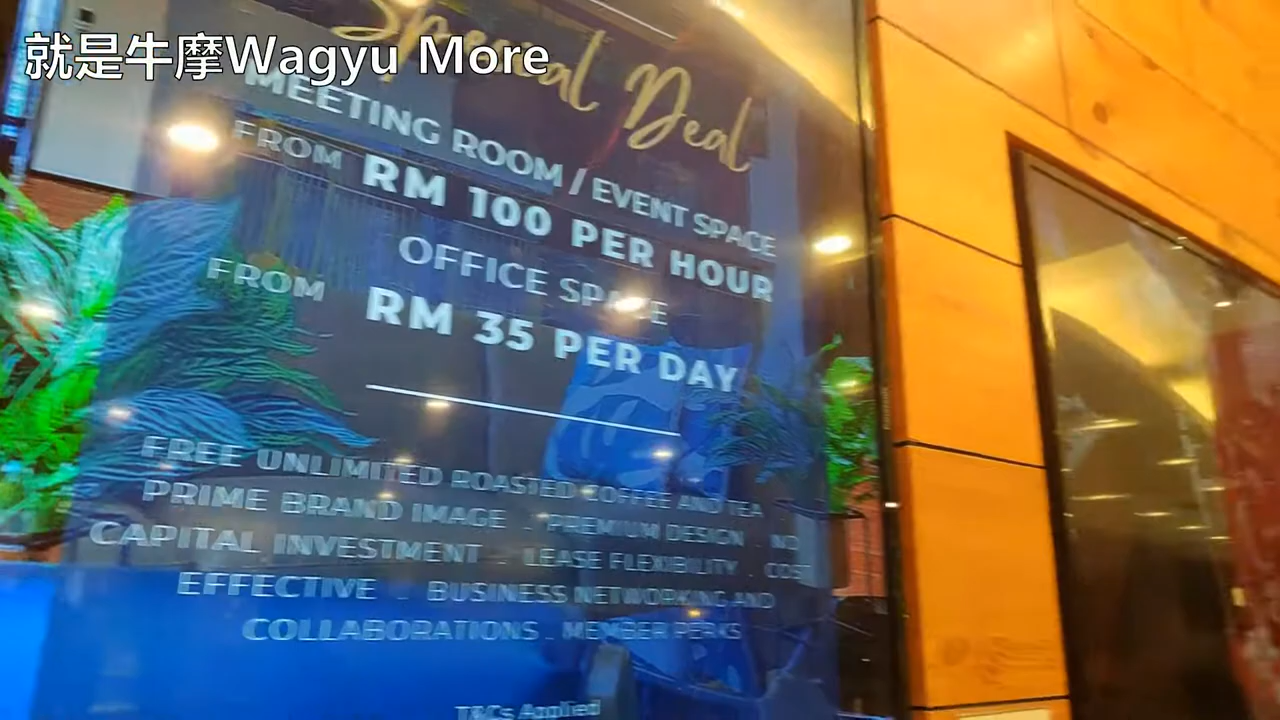 就是牛摩Wagyu More
Special Deal
MEETING ROOM / EVENT SPACE
FROM RM 100 PER HOUR
OFFICE SPACE
FROM RM 35 PER DAY
FREE UNLIMITED ROASTED COFFEE AND TEA
PRIME BRAND IMAGE . PREMIUM DESIGN . NO
CAPITAL INVESTMENT . LEASE FLEXIBILITY . COST
EFFECTIVE . BUSINESS NETWORKING AND
COLLABORATIONS . MEMBER PERKS
T&Cs Applied